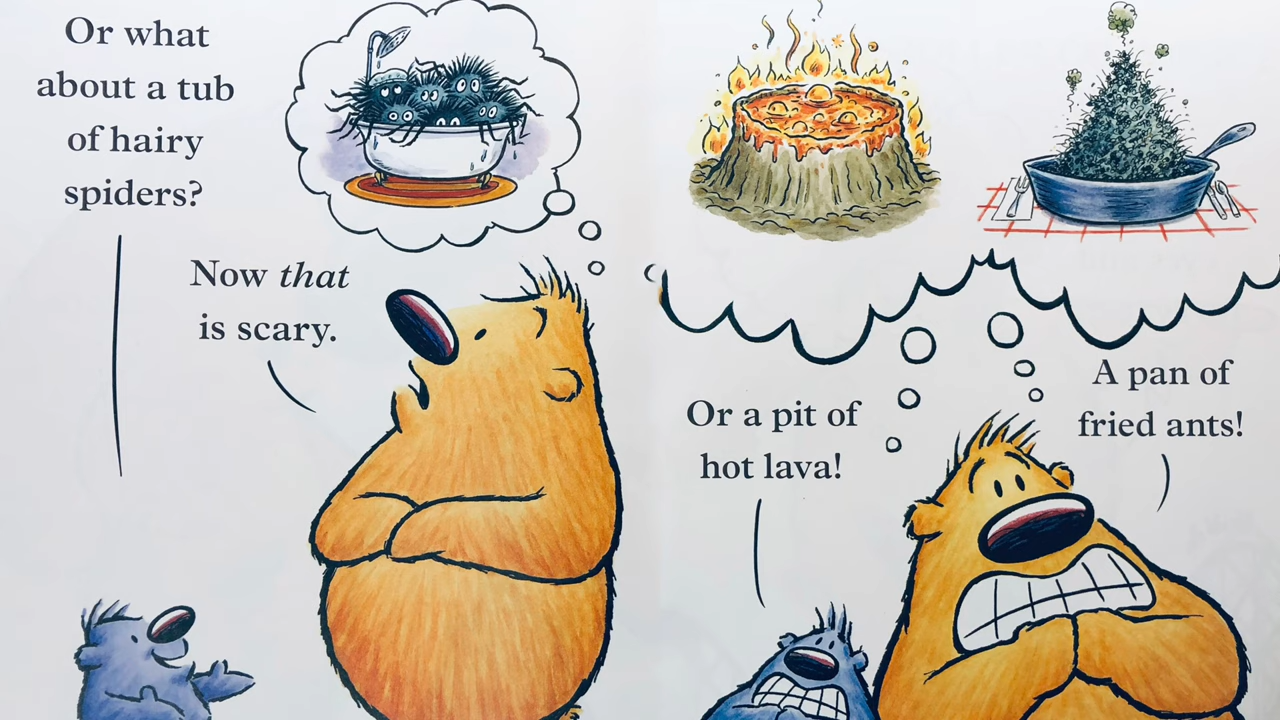 Or what
about a tub
of hairy
spiders?
Now that
is scary.
Or a pit of
hot lava!
A pan of
fried ants!